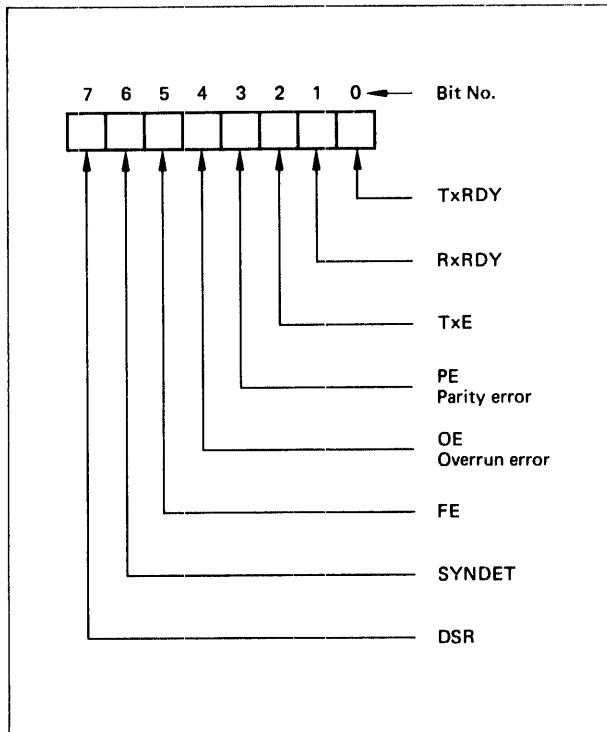 7 6 5 4 3 2 1 0 Bit No.
TxRDY
RxRDY
TxE
PE
Parity error
OE
Overrun error
FE
SYNDET
DSR